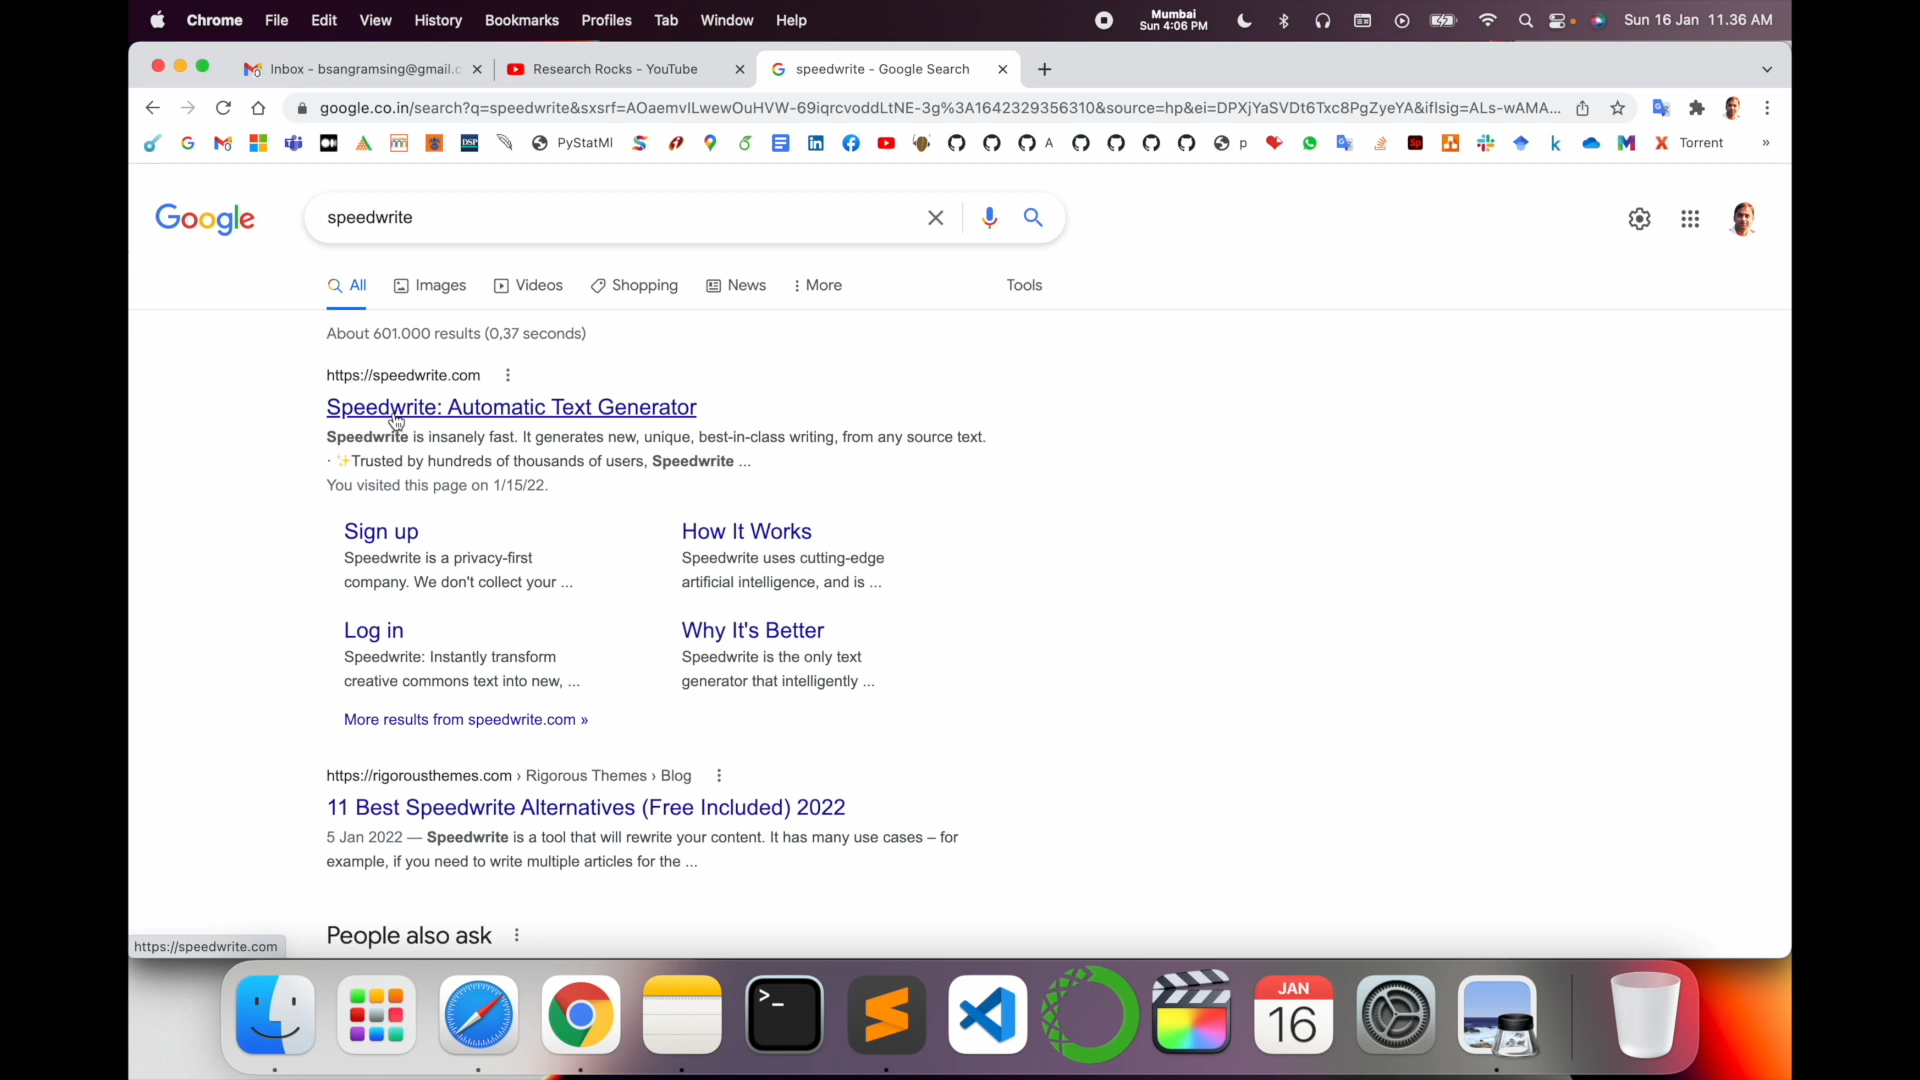 Chrome File Edit View History Bookmarks Profiles Tab Window Help
Mumbai
Sun 4:06 PM
Sun 16 Jan 11.36 AM
Inbox - bsangramsing@gmail.c
Research Rocks - YouTube
speedwrite - Google Search
google.co.in/search?q=speedwrite&sxsrf=AOaemvILwewOuHVW-69iqrcvoddLtNE-3g%3A1642329356310&source=hp&ei=DPXjYaSVDt6Txc8PgZyeYA&iflsig=ALs-wAMA...
DSP PyStatMl A Sp p k Torrent »
Google
speedwrite
All Images Videos Shopping News More Tools
About 601.000 results (0,37 seconds)
https://speedwrite.com
Speedwrite: Automatic Text Generator
Speedwrite is insanely fast. It generates new, unique, best-in-class writing, from any source text.
· ✨Trusted by hundreds of thousands of users, Speedwrite ...
You visited this page on 1/15/22.
Sign up
Speedwrite is a privacy-first
company. We don't collect your ...
How It Works
Speedwrite uses cutting-edge
artificial intelligence, and is ...
Log in
Speedwrite: Instantly transform
creative commons text into new, ...
Why It's Better
Speedwrite is the only text
generator that intelligently ...
More results from speedwrite.com »
https://rigorousthemes.com › Rigorous Themes › Blog
11 Best Speedwrite Alternatives (Free Included) 2022
5 Jan 2022 — Speedwrite is a tool that will rewrite your content. It has many use cases – for
example, if you need to write multiple articles for the ...
People also ask
https://speedwrite.com
JAN
16